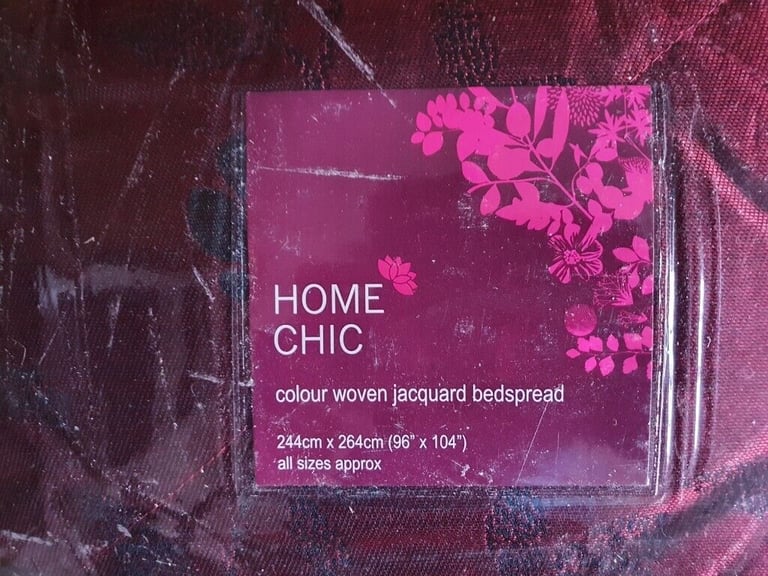 HOME
CHIC
colour woven jacquard bedspread
244cm x 264cm (96” x 104”)
all sizes approx